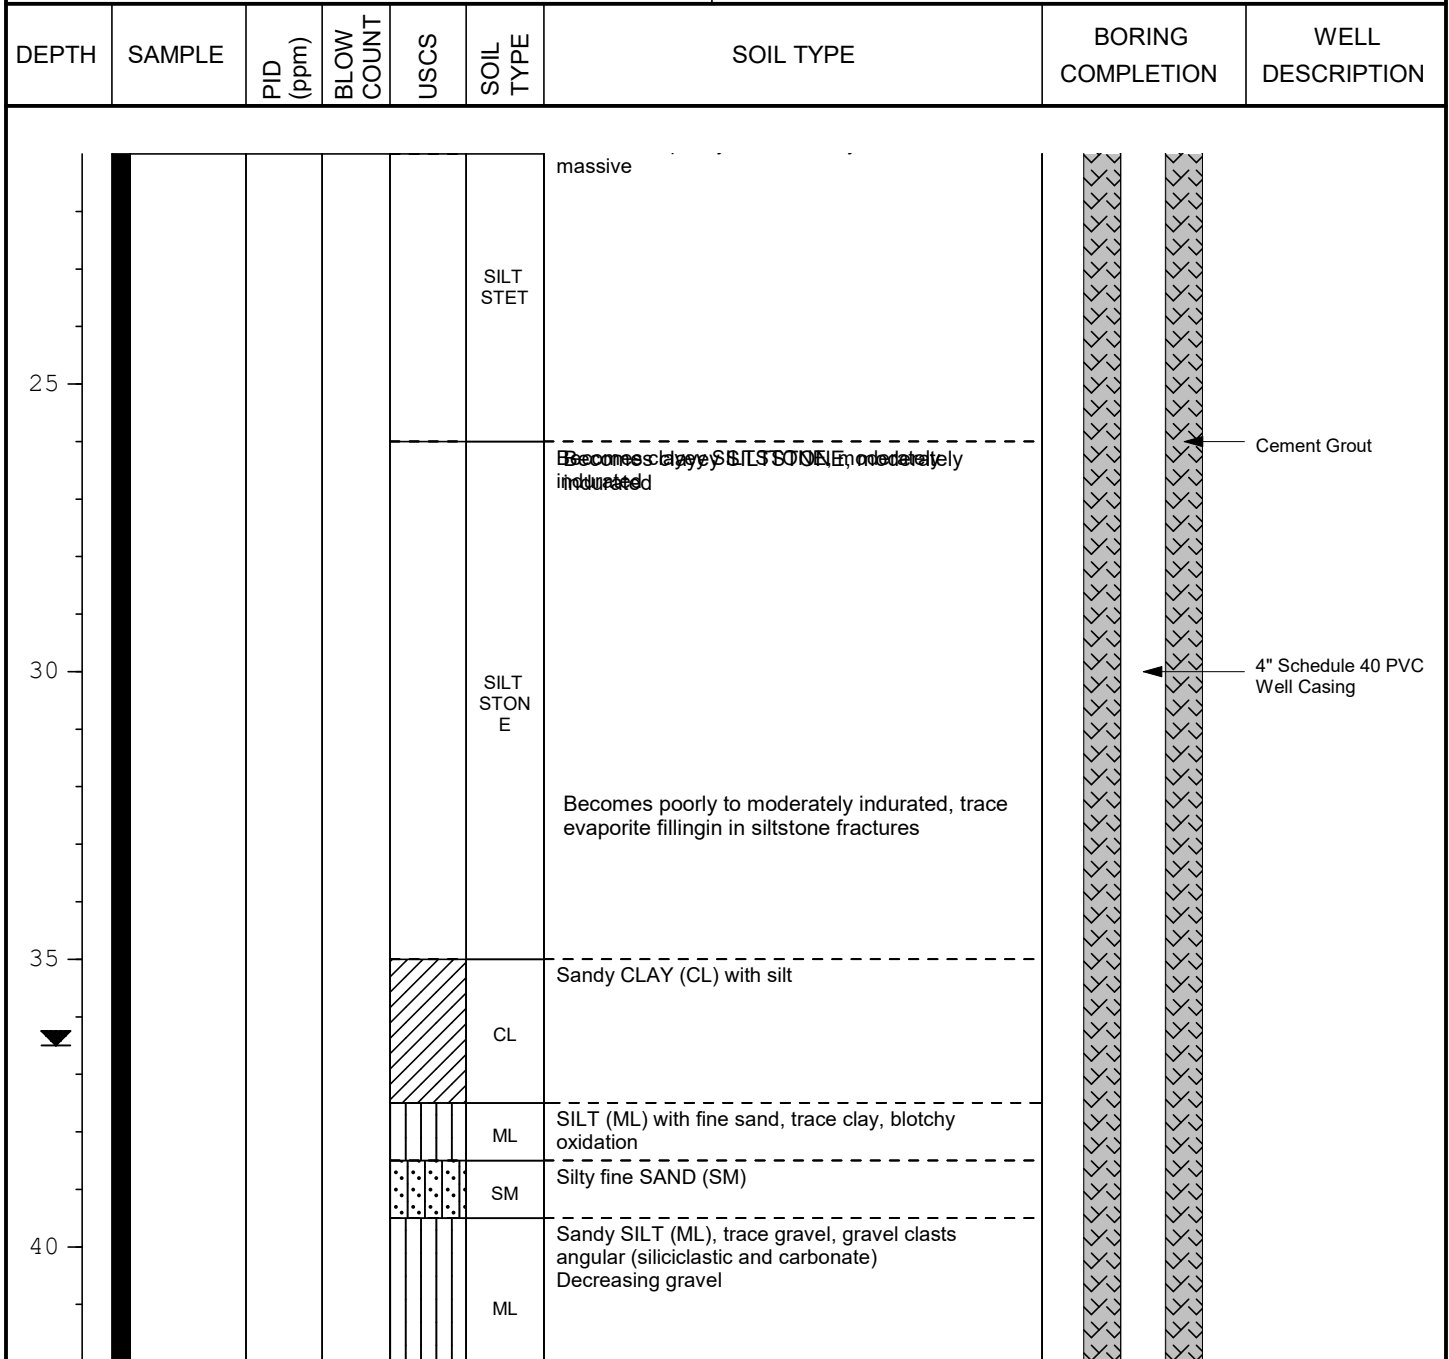 DEPTH
SAMPLE
PID
(ppm)
BLOW
COUNT
USCS
SOIL
TYPE
SOIL TYPE
BORING
COMPLETION
WELL
DESCRIPTION
massive
SILT
STET
25
Becomes clayey SILTSTONE, moderately
indurated
Cement Grout
30
SILT
STON
E
4" Schedule 40 PVC
Well Casing
Becomes poorly to moderately indurated, trace
evaporite fillingin in siltstone fractures
35
Sandy CLAY (CL) with silt
CL
SILT (ML) with fine sand, trace clay, blotchy
oxidation
ML
Silty fine SAND (SM)
SM
Sandy SILT (ML), trace gravel, gravel clasts
angular (siliciclastic and carbonate)
Decreasing gravel
40
ML